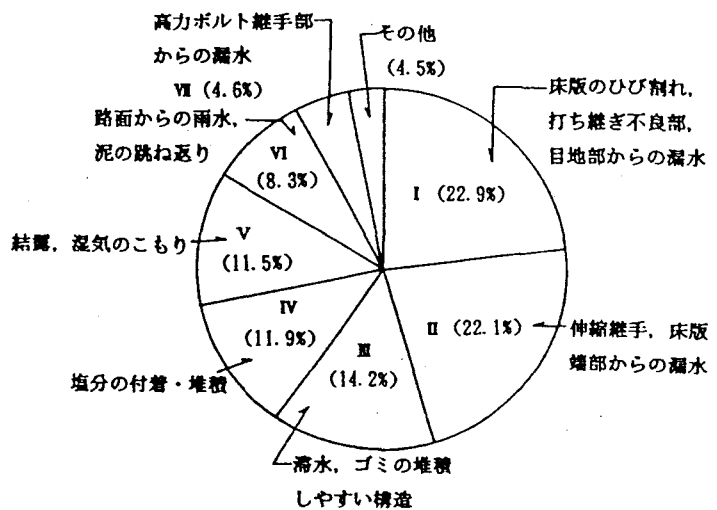 高力ボルト継手部
からの漏水
Ⅶ (4.6%)
その他
(4.5%)
床版のひび割れ,
打ち継ぎ不良部,
目地部からの漏水
路面からの雨水,
泥の跳ね返り
Ⅵ
(8.3%)
Ⅰ (22.9%)
結露, 湿気のこもり
Ⅴ
(11.5%)
Ⅳ
(11.9%)
Ⅱ (22.1%)
伸縮継手, 床版
端部からの漏水
Ⅲ
(14.2%)
塩分の付着・堆積
滞水, ゴミの堆積
しやすい構造